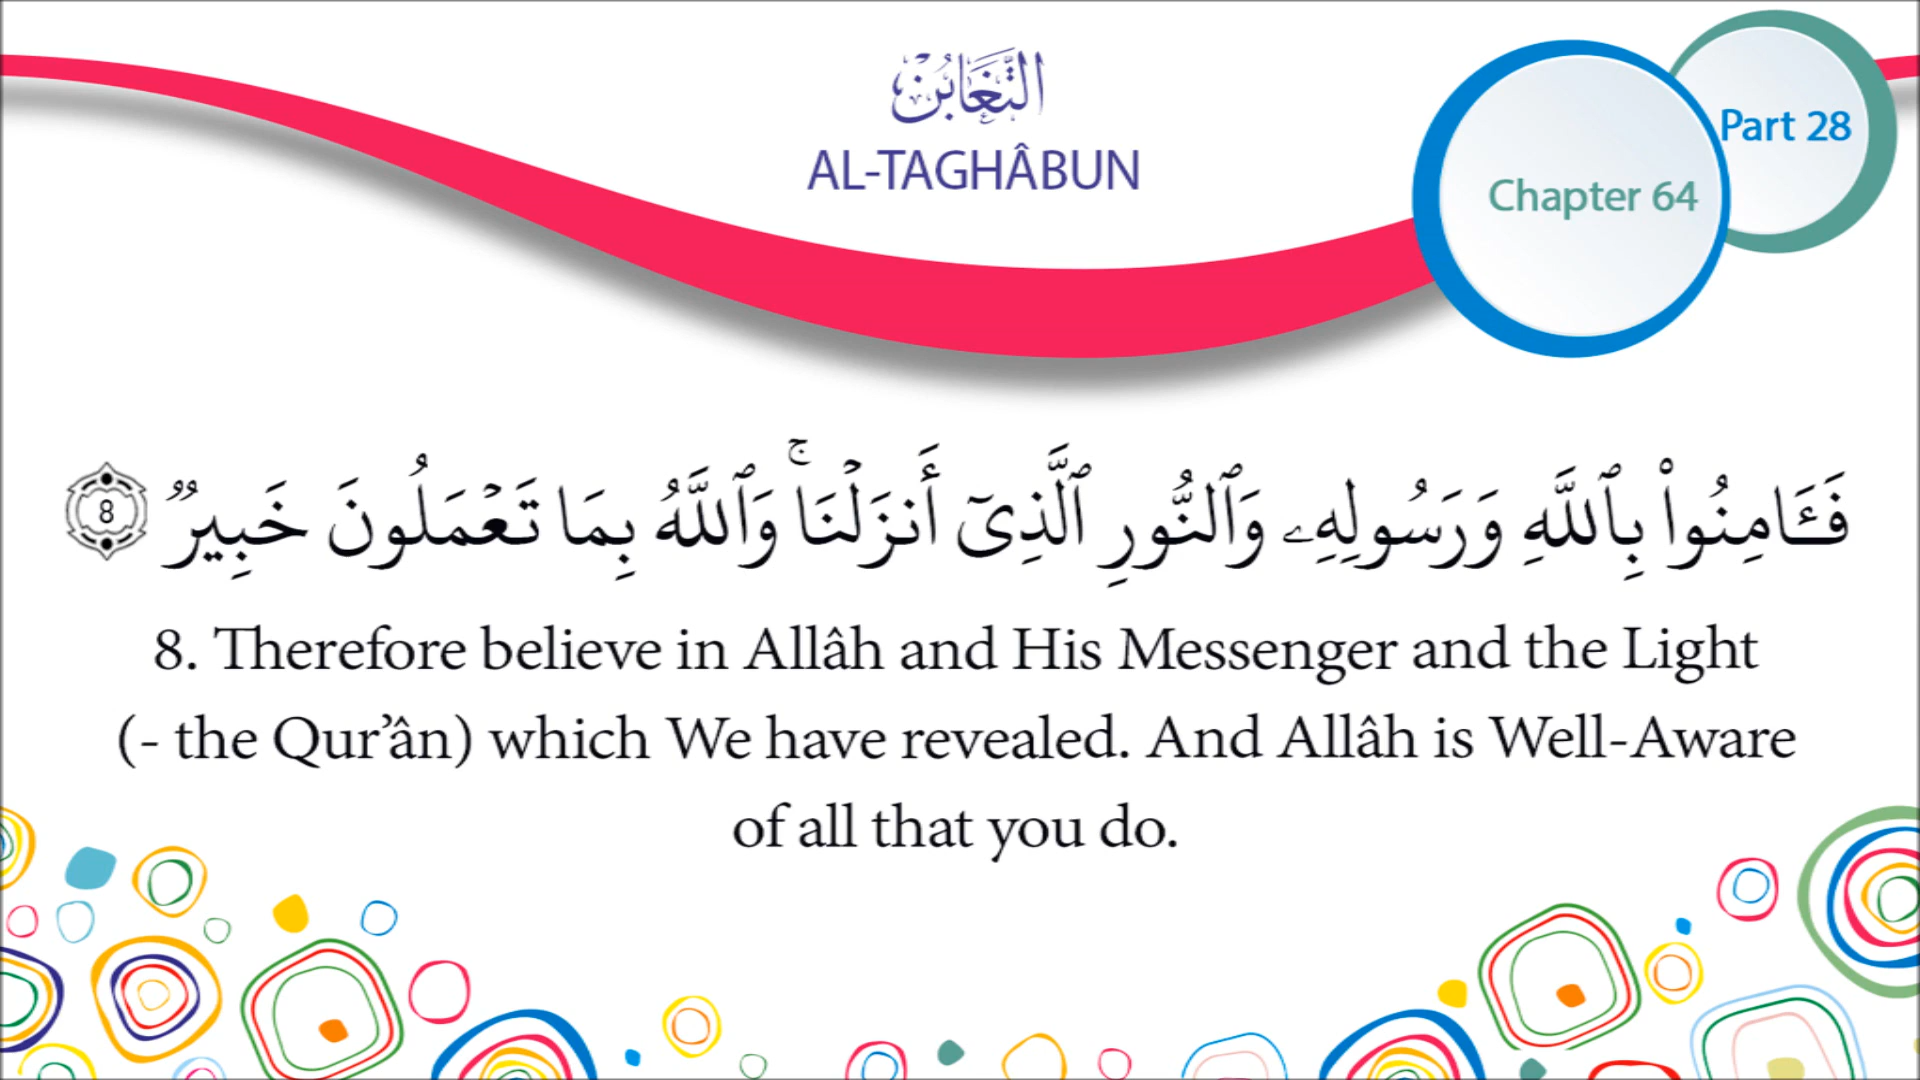 التَّغَابُن
AL-TAGHÂBUN
Part 28
Chapter 64
فَـَٔامِنُوا۟ بِٱللَّهِ وَرَسُولِهِۦ وَٱلنُّورِ ٱلَّذِىٓ أَنزَلْنَا ۚ وَٱللَّهُ بِمَا تَعْمَلُونَ خَبِيرٌ 8
8. Therefore believe in Allâh and His Messenger and the Light
(- the Qur’ân) which We have revealed. And Allâh is Well-Aware
of all that you do.